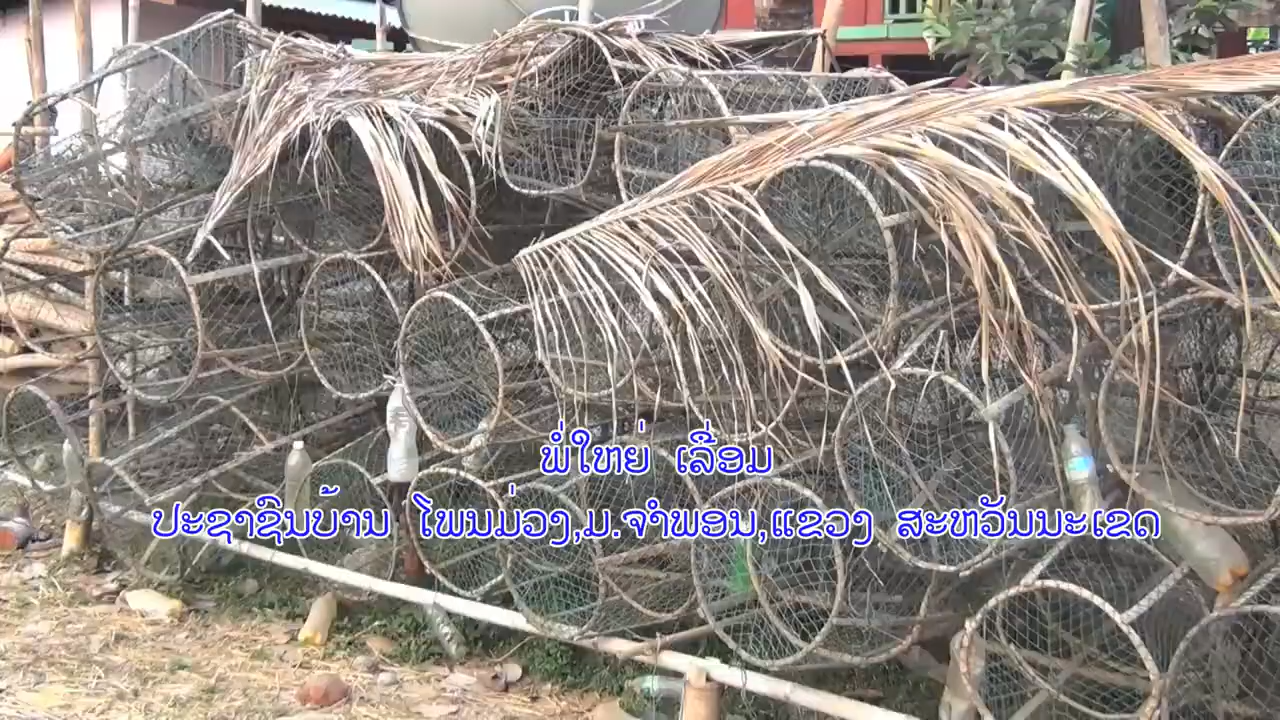 ພໍ່ໃຫຍ່ ເລື່ອມ
ປະຊາຊົນບ້ານ ໂພນມ່ວງ,ມ.ຈຳພອນ,ແຂວງ ສະຫວັນນະເຂດ